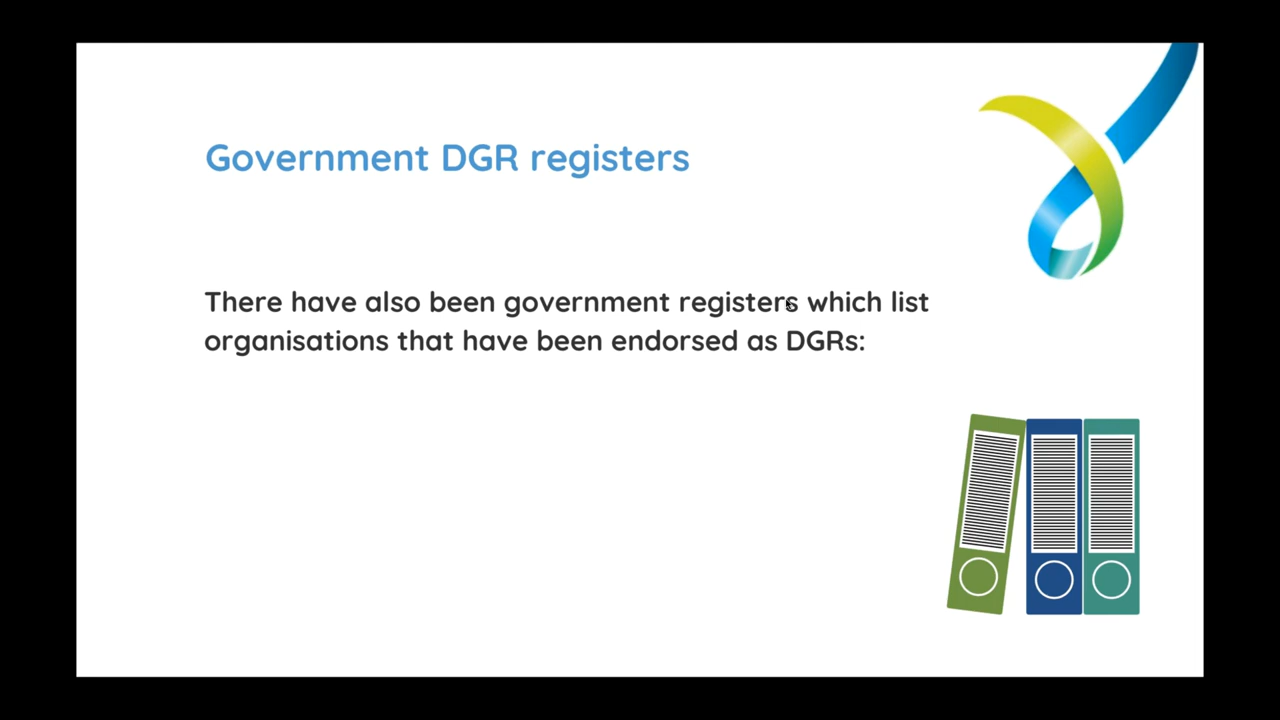 Government DGR registers
There have also been government registers which list
organisations that have been endorsed as DGRs: